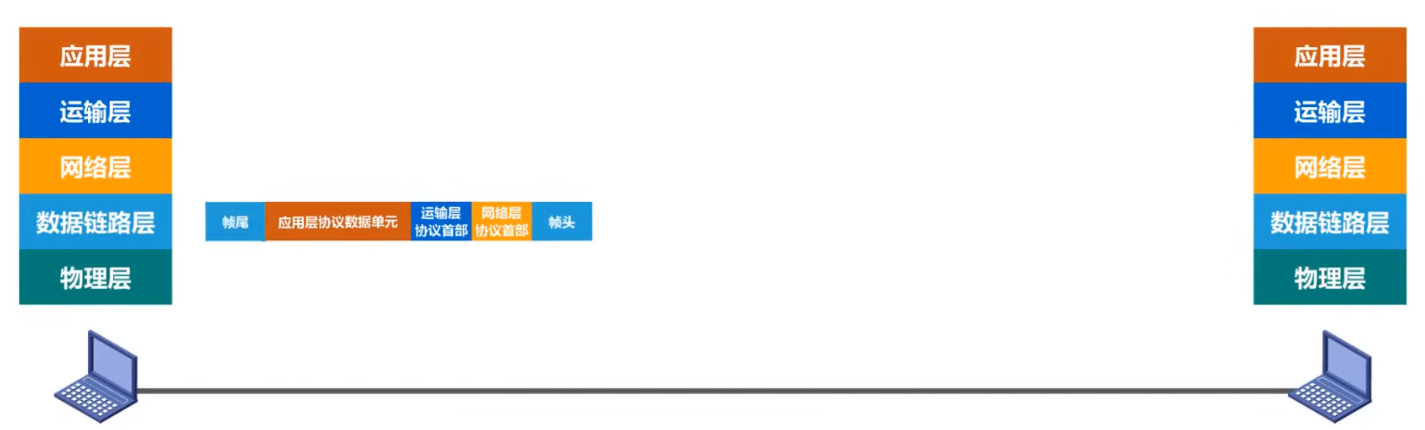 应用层
运输层
网络层
数据链路层
物理层
帧尾
应用层协议数据单元
运输层
协议首部
网络层
协议首部
帧头
应用层
运输层
网络层
数据链路层
物理层